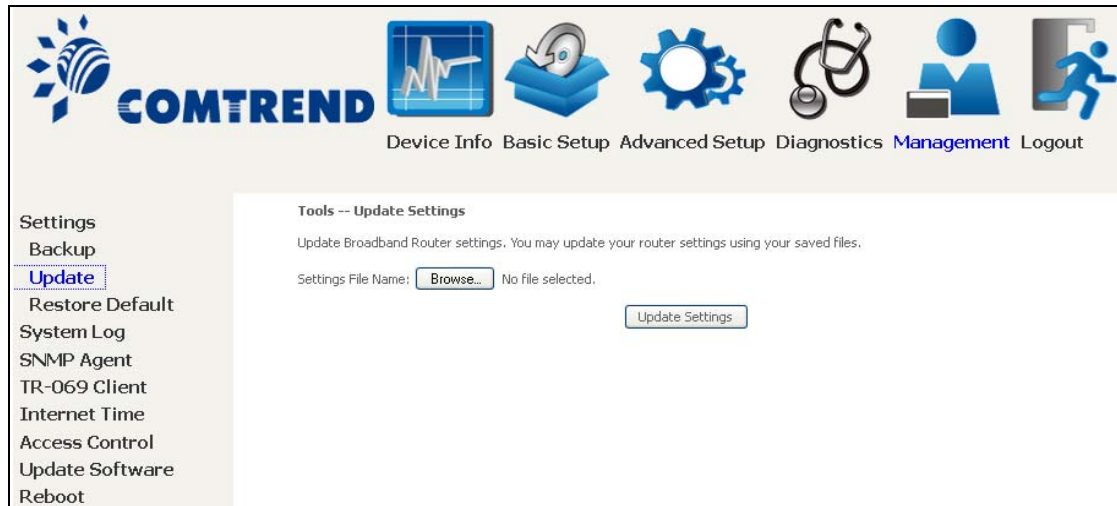 COMTREND
Device Info Basic Setup Advanced Setup Diagnostics Management Logout
Settings
Backup
Update
Restore Default
System Log
SNMP Agent
TR-069 Client
Internet Time
Access Control
Update Software
Reboot
Tools -- Update Settings
Update Broadband Router settings. You may update your router settings using your saved files.
Settings File Name: Browse... No file selected.
Update Settings